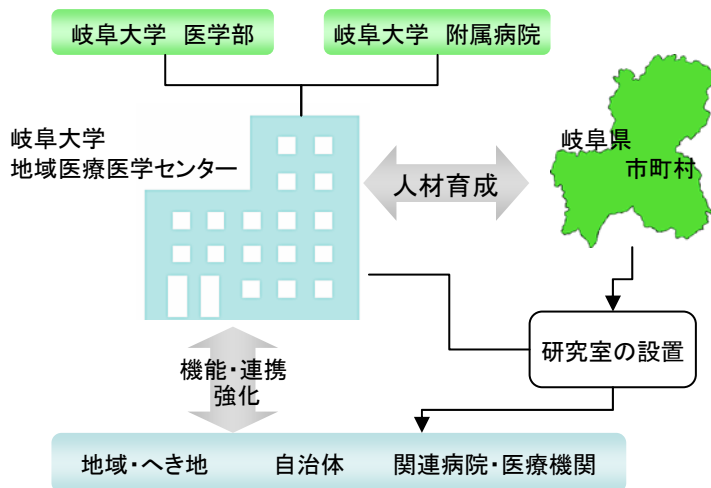 岐阜大学 医学部
岐阜大学 附属病院
岐阜大学
地域医療医学センター
人材育成
岐阜県
市町村
研究室の設置
機能・連携
強化
地域・へき地 自治体 関連病院・医療機関